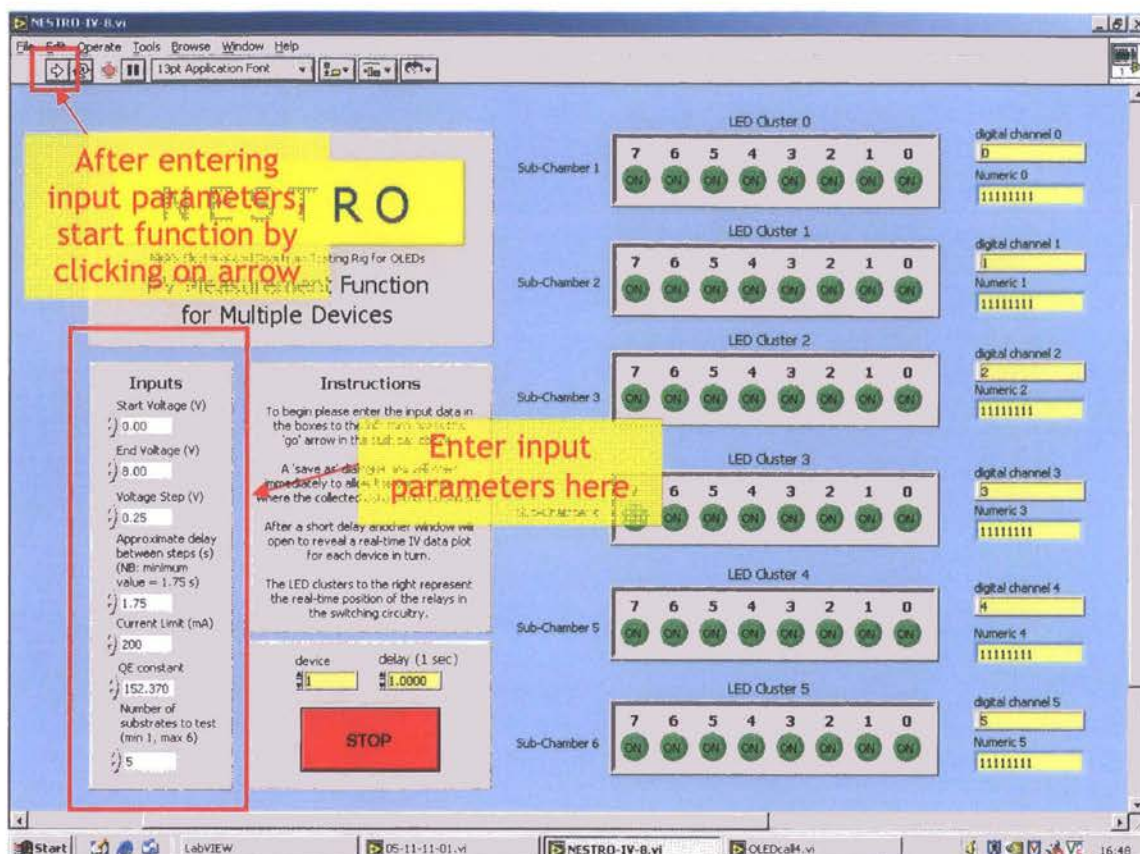 NESTRO-IV-8.vi
File Edit Operate Tools Browse Window Help
13pt Application Font
After entering
input parameters,
start function by
clicking on arrow
R O
ting Rig for OLEDs
Function
for Multiple Devices
Inputs
Start Voltage (V)
0.00
End Voltage (V)
8.00
Voltage Step (V)
0.25
Approximate delay
between steps (s)
(NB: minimum
value = 1.75 s)
1.75
Current Limit (mA)
200
QE constant
152.370
Number of
substrates to test
(min 1, max 6)
5
Instructions
To begin please enter the input data in
the boxes to the
'go' arrow in the
A 'save as'
immediately to
where the collected
After a short delay another window will
open to reveal a real-time IV data plot
for each device in turn.
The LED clusters to the right represent
the real-time position of the relays in
the switching circuitry.
Enter input
parameters here
device
1
delay (1 sec)
1.0000
STOP
LED Cluster 0
Sub-Chamber 1
7 6 5 4 3 2 1 0
ON ON ON ON ON ON ON ON
digital channel 0
0
Numeric 0
11111111
LED Cluster 1
Sub-Chamber 2
7 6 5 4 3 2 1 0
ON ON ON ON ON ON ON ON
digital channel 1
1
Numeric 1
11111111
LED Cluster 2
Sub-Chamber 3
7 6 5 4 3 2 1 0
ON ON ON ON ON ON ON ON
digital channel 2
2
Numeric 2
11111111
LED Cluster 3
6 5 4 3 2 1 0
ON ON ON ON ON ON ON
digital channel 3
3
Numeric 3
11111111
LED Cluster 4
Sub-Chamber 5
7 6 5 4 3 2 1 0
ON ON ON ON ON ON ON ON
digital channel 4
4
Numeric 4
11111111
LED Cluster 5
Sub-Chamber 6
7 6 5 4 3 2 1 0
ON ON ON ON ON ON ON ON
digital channel 5
5
Numeric 5
11111111
Start LabVIEW 05-11-11-01.vi NESTRO-IV-8.vi OLEDcall4.vi 16:48